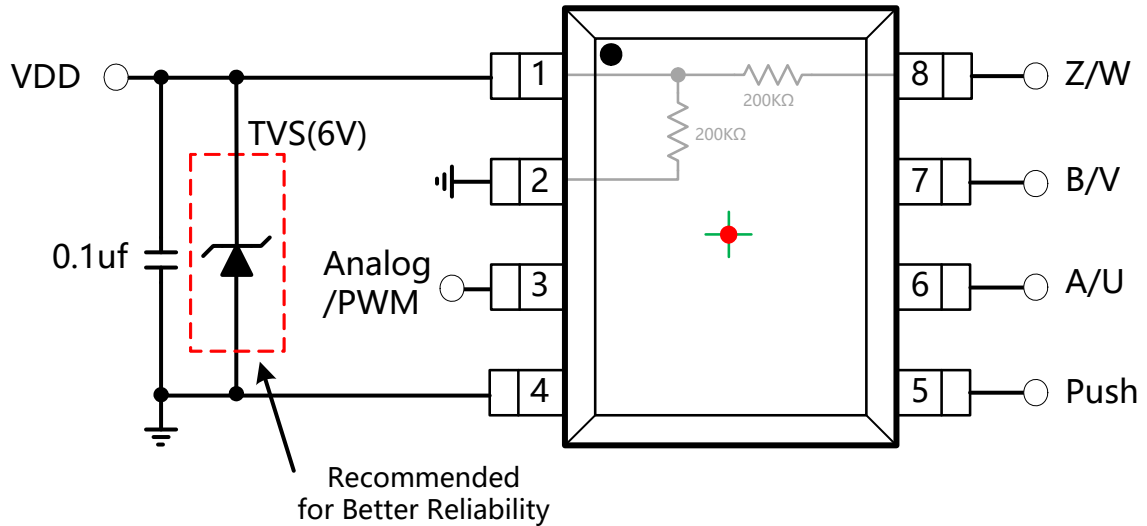 VDD
TVS(6V)
0.1uf
Analog
/PWM
Recommended
for Better Reliability
1
2
3
4
200KΩ
200KΩ
8
7
6
5
Z/W
B/V
A/U
Push